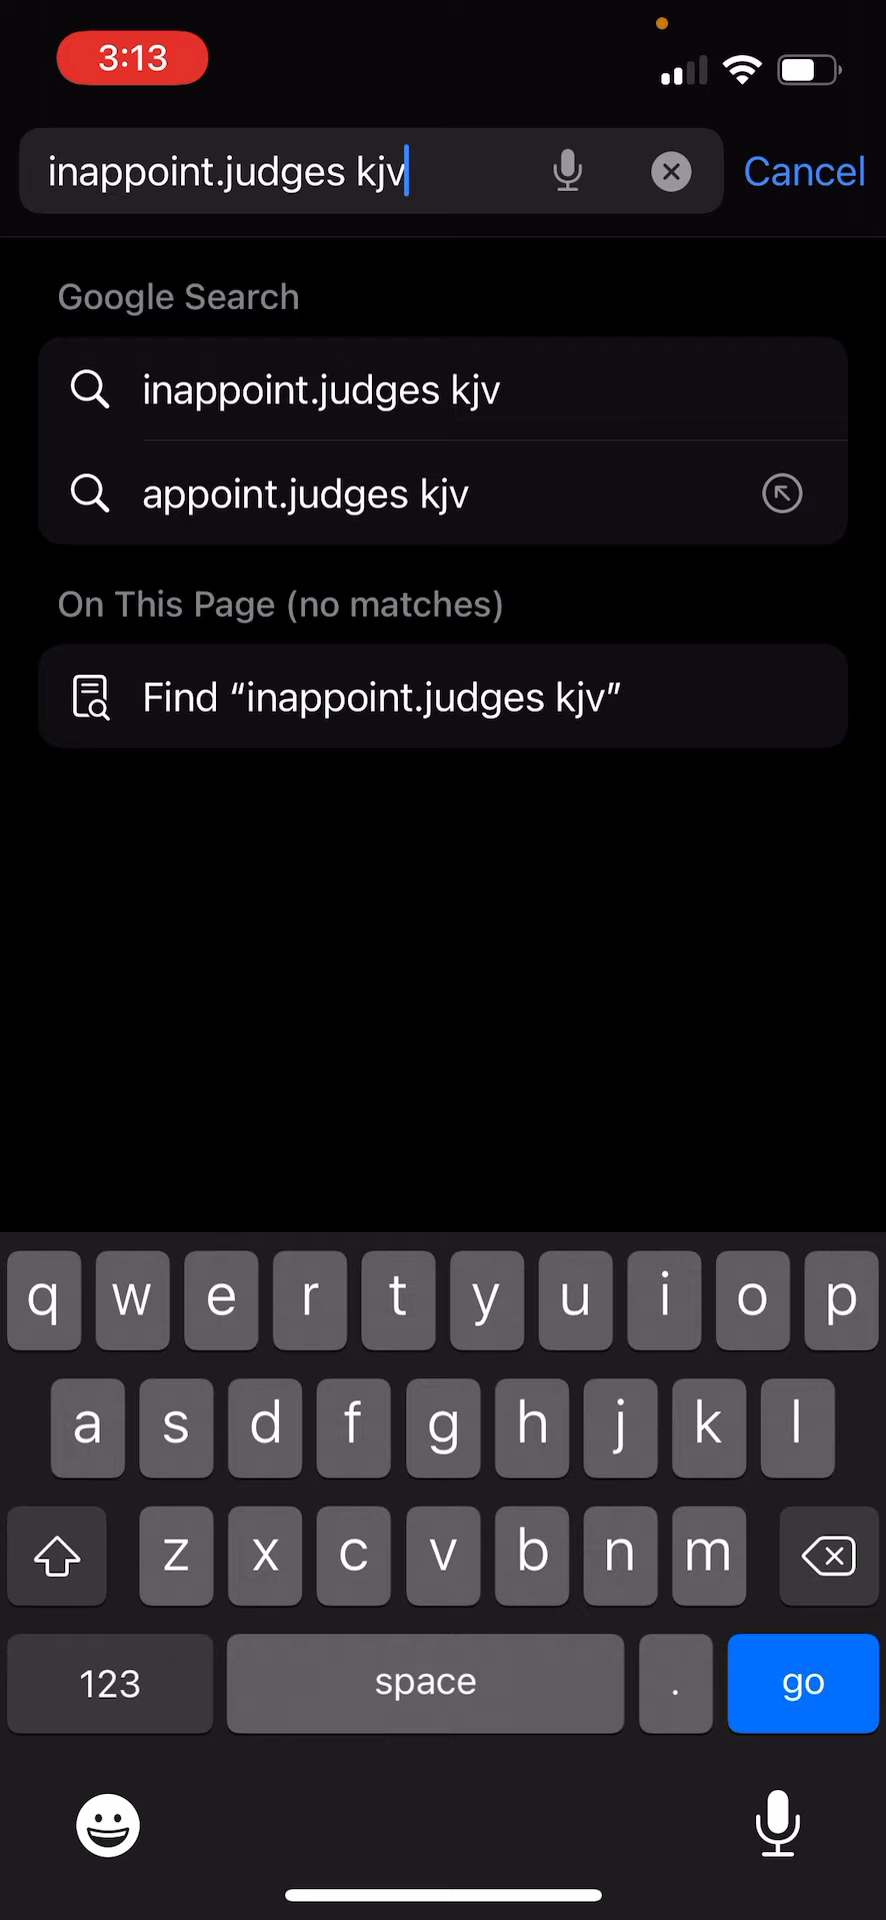 3:13
inappoint.judges kjv Cancel
Google Search
inappoint.judges kjv
appoint.judges kjv
On This Page (no matches)
Find “inappoint.judges kjv”
q w e r t y u i o p
a s d f g h j k l
z x c v b n m
123 space . go